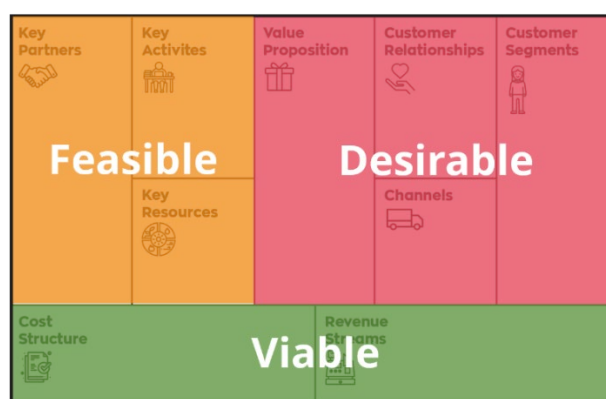 Key
Partners
Key
Activites
Value
Proposition
Customer
Relationships
Customer
Segments
Feasible
Desirable
Key
Resources
Channels
Cost
Structure
Revenue
Streams
Viable